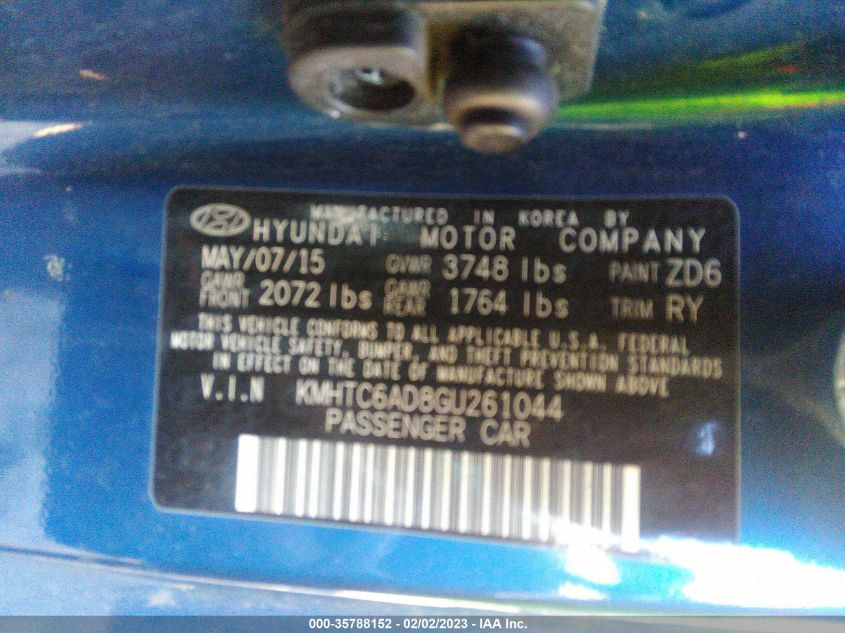 MANUFACTURED IN KOREA BY
HYUNDAI MOTOR COMPANY
MAY/07/15 GVWR 3748 lbs PAINT ZD6
GAWR FRONT 2072 lbs GAWR REAR 1764 lbs TRIM RY
THIS VEHICLE CONFORMS TO ALL APPLICABLE U.S.A. FEDERAL
MOTOR VEHICLE SAFETY, BUMPER, AND THEFT PREVENTION STANDARDS
IN EFFECT ON THE DATE OF MANUFACTURE SHOWN ABOVE
V.I.N KMHTC6AD8GU261044
PASSENGER CAR
000-35788152 - 02/02/2023 - IAA Inc.